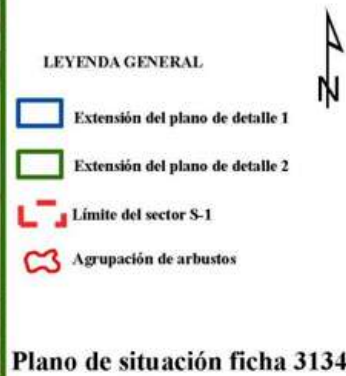 LEYENDA GENERAL
N
Extensión del plano de detalle 1
Extensión del plano de detalle 2
Límite del sector S-1
Agrupación de arbustos
Plano de situación ficha 3134